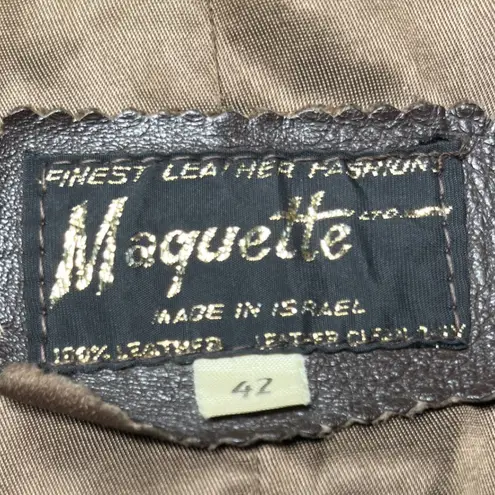 FINEST LEATHER FASHIONS
Maquette LTD.
MADE IN ISRAEL
100% LEATHER LEATHER CLEAN ONLY
42